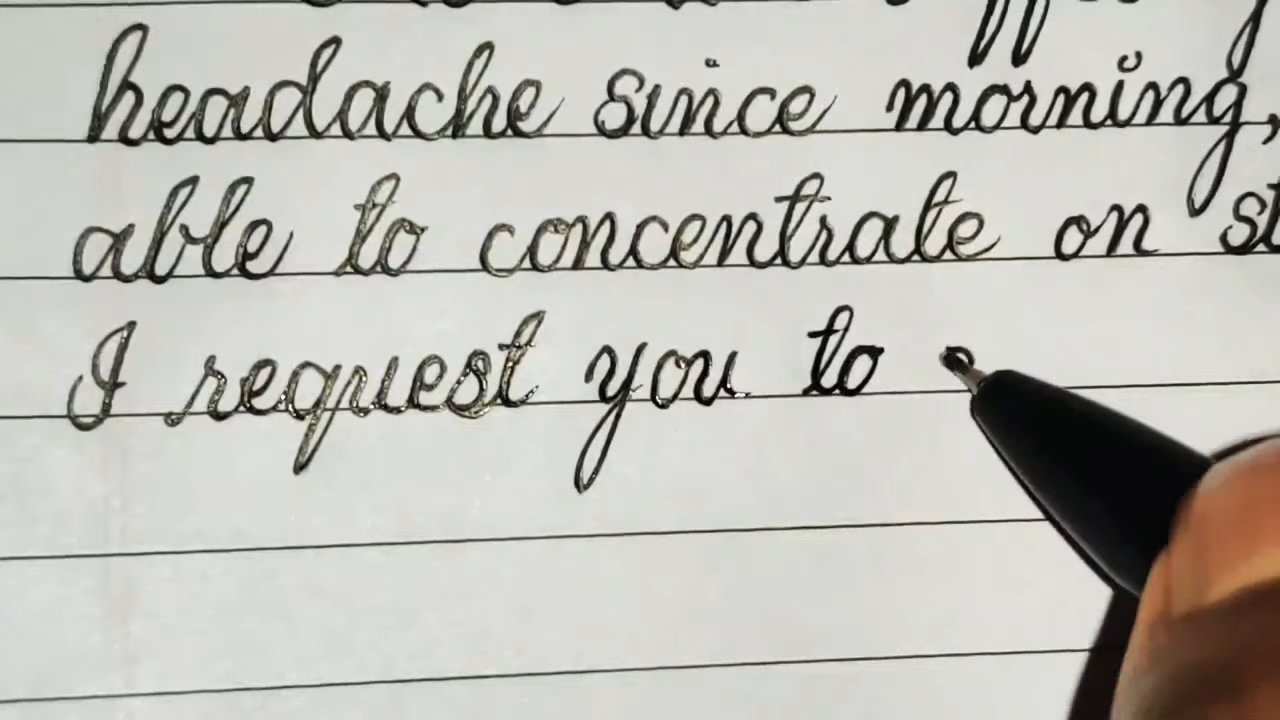 headache since morning,
able to concentrate on
I request you to